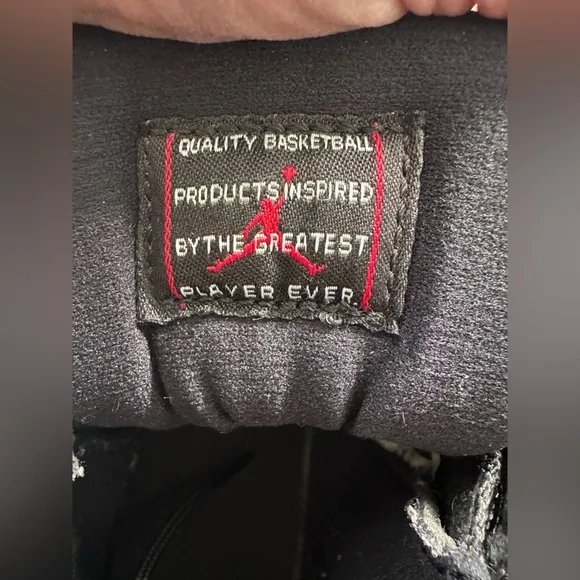 QUALITY BASKETBALL
PRODUCTS INSPIRED
BY THE GREATEST
PLAYER EVER.